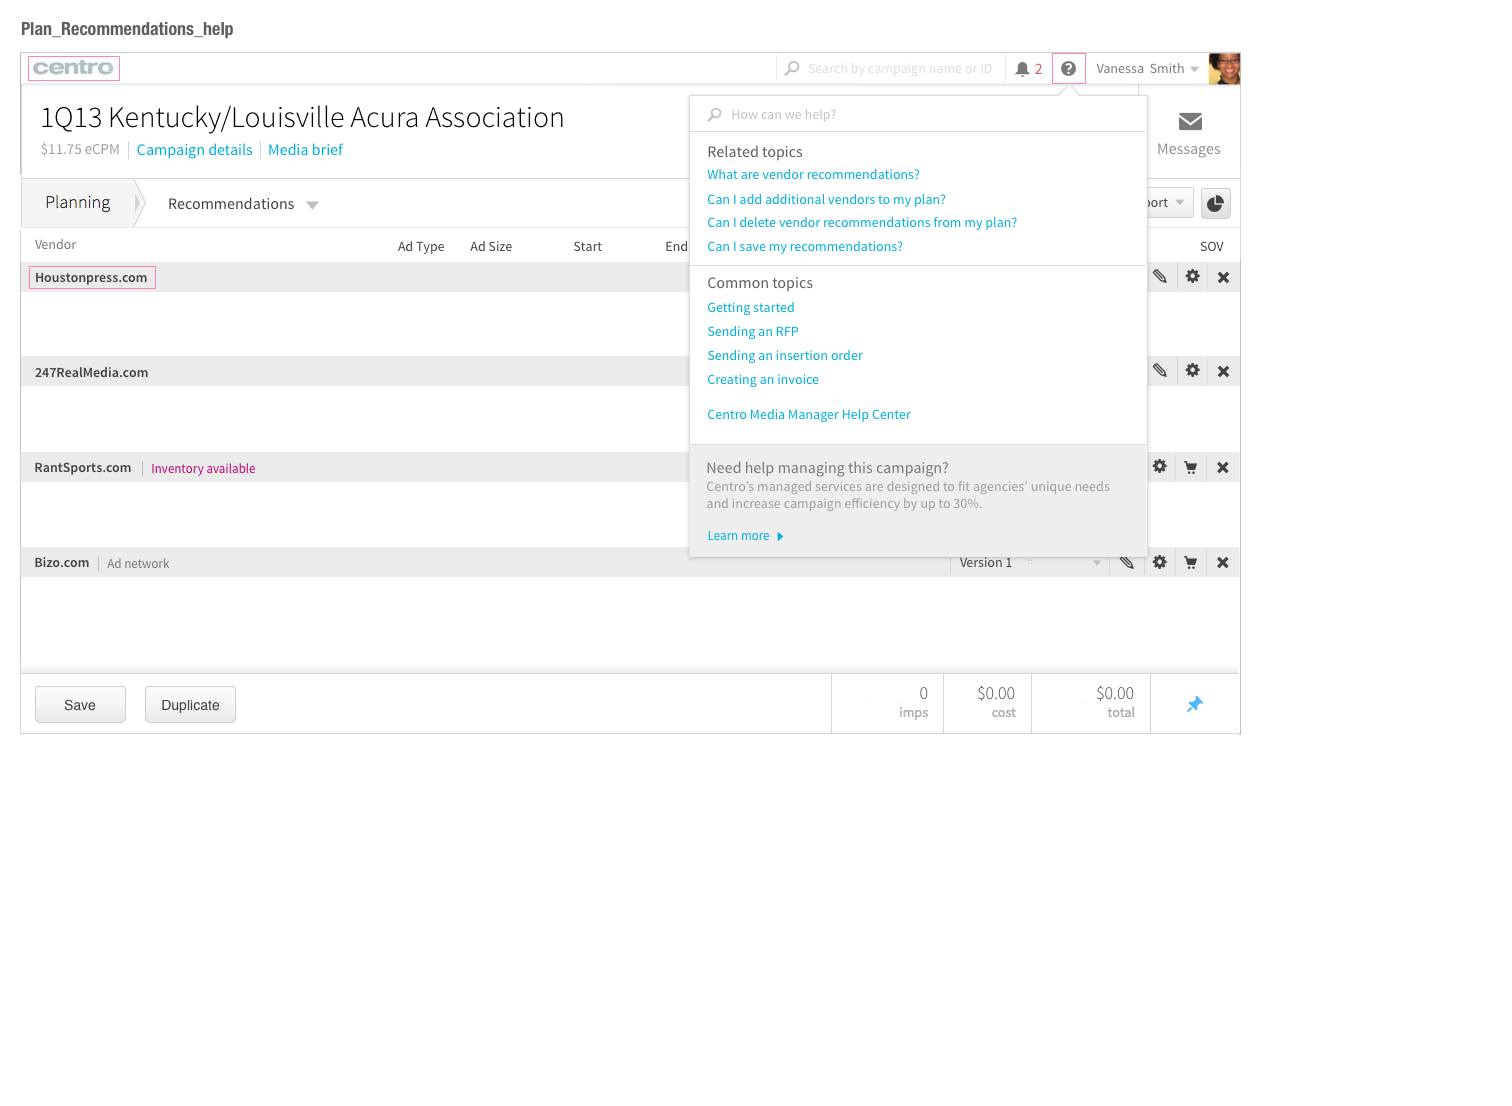 Plan_Recommendations_help
centro
Search by campaign name or ID
2
Vanessa Smith
1Q13 Kentucky/Louisville Acura Association
$11.75 eCPM
Campaign details
Media brief
How can we help?
Messages
Related topics
What are vendor recommendations?
Can I add additional vendors to my plan?
Can I delete vendor recommendations from my plan?
Can I save my recommendations?
Planning
Recommendations
ort
Vendor
Ad Type
Ad Size
Start
End
SOV
Houstonpress.com
247RealMedia.com
RantSports.com
Inventory available
Bizo.com
Ad network
Common topics
Getting started
Sending an RFP
Sending an insertion order
Creating an invoice
Centro Media Manager Help Center
Need help managing this campaign?
Centro's managed services are designed to fit agencies' unique needs
and increase campaign efficiency by up to 30%.
Learn more
Version 1
Save
Duplicate
0
imps
$0.00
cost
$0.00
total